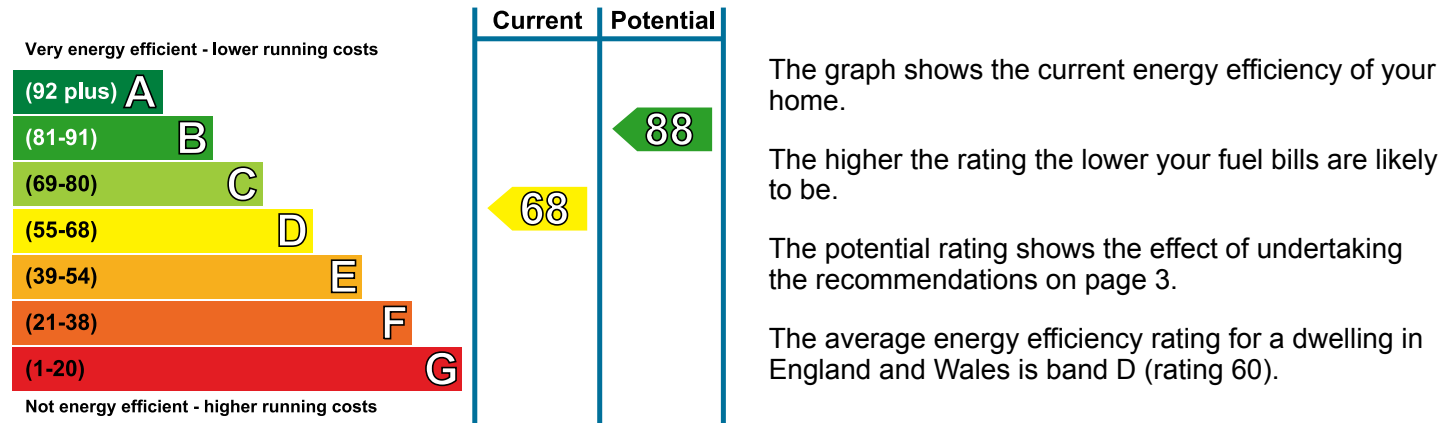 Current Potential
Very energy efficient - lower running costs
(92 plus) A
(81-91) B
88
(69-80) C
68
(55-68) D
(39-54) E
(21-38) F
(1-20) G
Not energy efficient - higher running costs
The graph shows the current energy efficiency of your
home.
The higher the rating the lower your fuel bills are likely
to be.
The potential rating shows the effect of undertaking
the recommendations on page 3.
The average energy efficiency rating for a dwelling in
England and Wales is band D (rating 60).